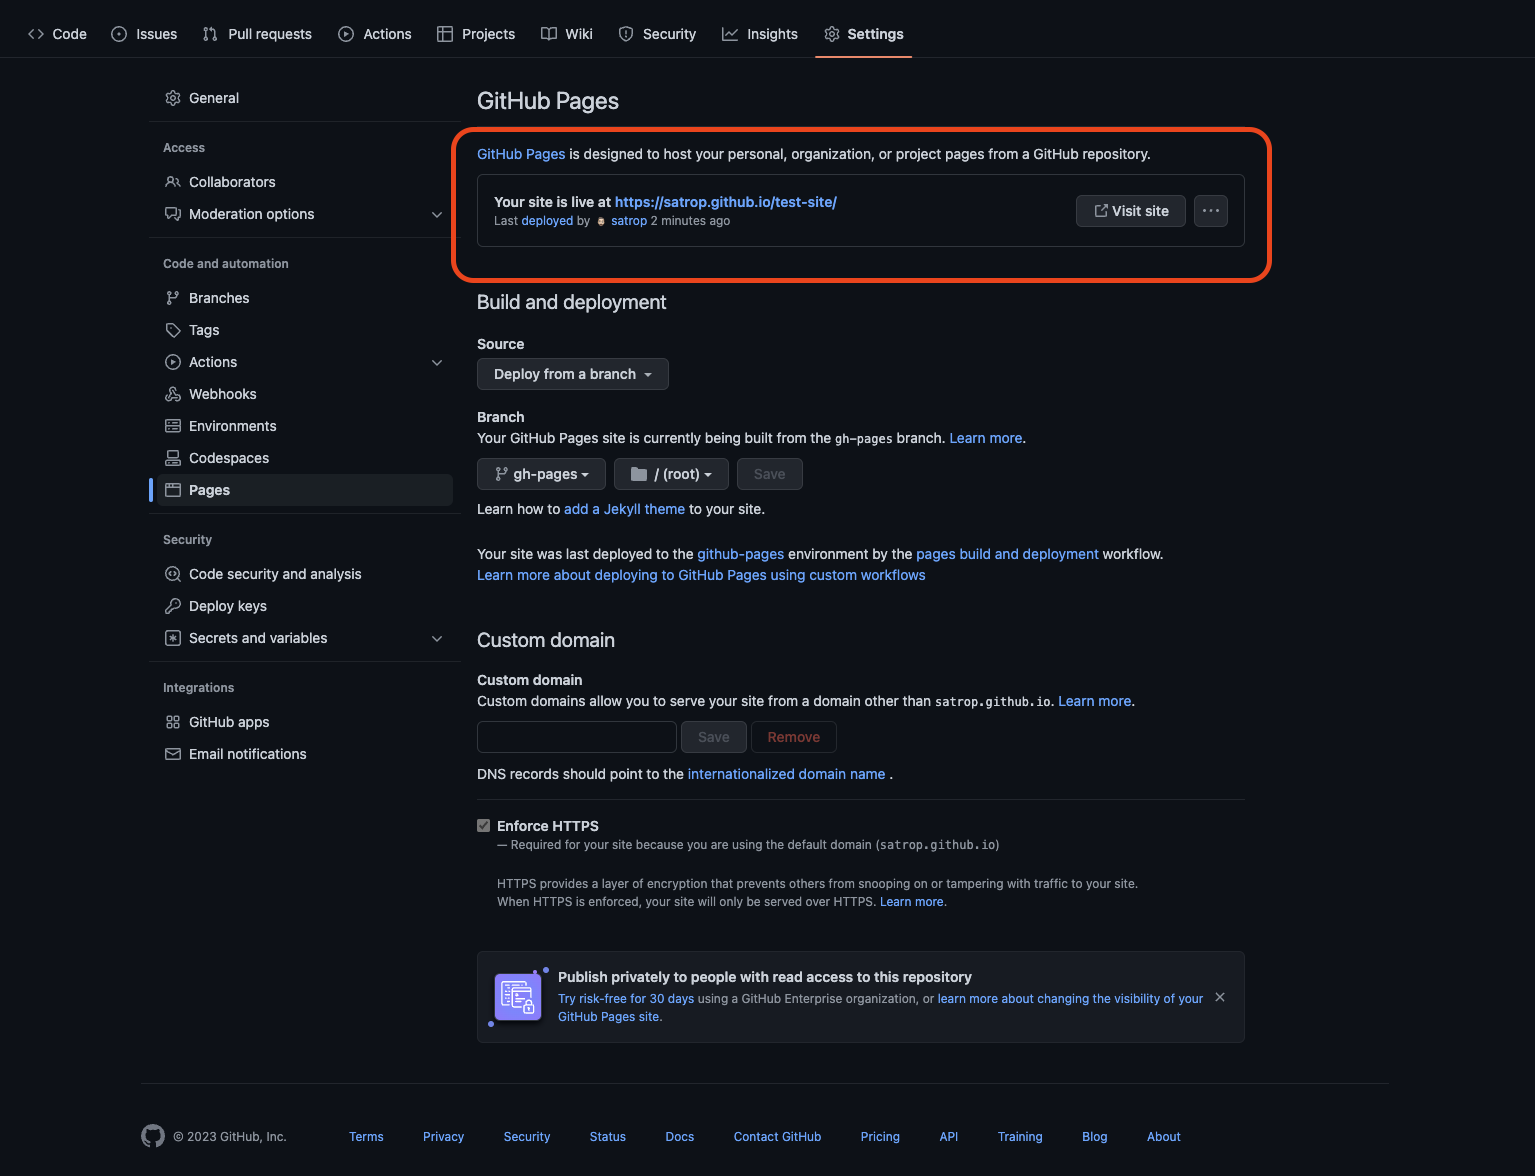 Code Issues Pull requests Actions Projects Wiki Security Insights Settings
General
Access
Collaborators
Moderation options
Code and automation
Branches
Tags
Actions
Webhooks
Environments
Codespaces
Pages
Security
Code security and analysis
Deploy keys
Secrets and variables
Integrations
GitHub apps
Email notifications
GitHub Pages
GitHub Pages is designed to host your personal, organization, or project pages from a GitHub repository.
Your site is live at https://satrop.github.io/test-site/
Last deployed by satrop 2 minutes ago
Visit site ···
Build and deployment
Source
Deploy from a branch
Branch
Your GitHub Pages site is currently being built from the gh-pages branch. Learn more.
gh-pages / (root) Save
Learn how to add a Jekyll theme to your site.
Your site was last deployed to the github-pages environment by the pages build and deployment workflow.
Learn more about deploying to GitHub Pages using custom workflows
Custom domain
Custom domain
Custom domains allow you to serve your site from a domain other than satrop.github.io. Learn more.
Save Remove
DNS records should point to the internationalized domain name .
Enforce HTTPS
— Required for your site because you are using the default domain (satrop.github.io)
HTTPS provides a layer of encryption that prevents others from snooping on or tampering with traffic to your site.
When HTTPS is enforced, your site will only be served over HTTPS. Learn more.
Publish privately to people with read access to this repository
Try risk-free for 30 days using a GitHub Enterprise organization, or learn more about changing the visibility of your
GitHub Pages site.
© 2023 GitHub, Inc. Terms Privacy Security Status Docs Contact GitHub Pricing API Training Blog About